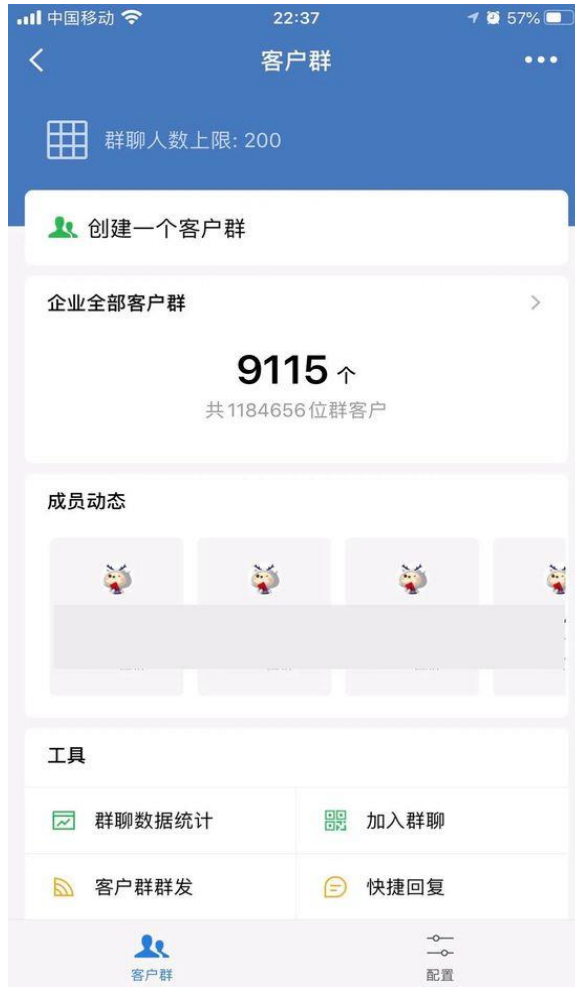 中国移动 22:37 57%
客户群
群聊人数上限: 200
创建一个客户群
企业全部客户群
9115 个
共1184656位群客户
成员动态
工具
群聊数据统计 加入群聊
客户群群发 快捷回复
客户群 配置